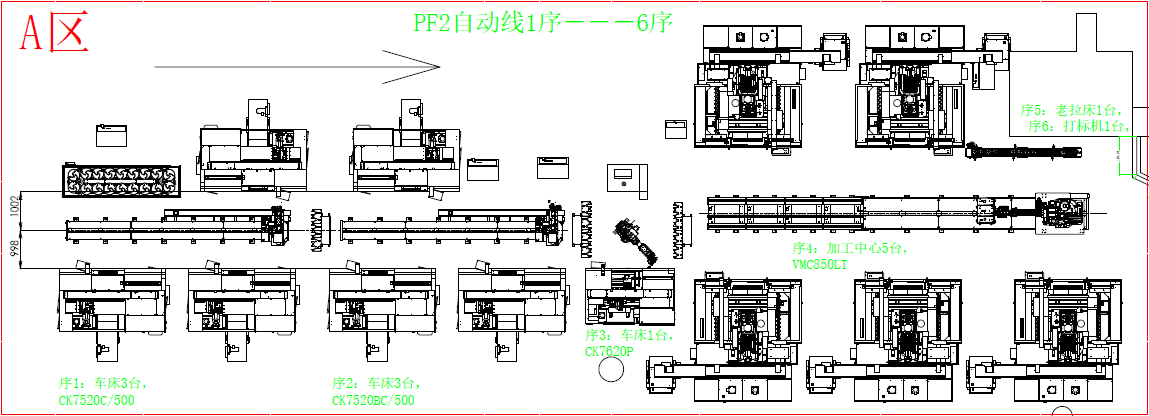 A区
PF2自动线1序---6序
序5：老拉床1台，
序6：打标机1台，
1002
998
序4：加工中心5台，
VMC850LT
序3：车床1台，
CK7620P
序1：车床3台，
CK7520C/500
序2：车床3台，
CK7520BC/500